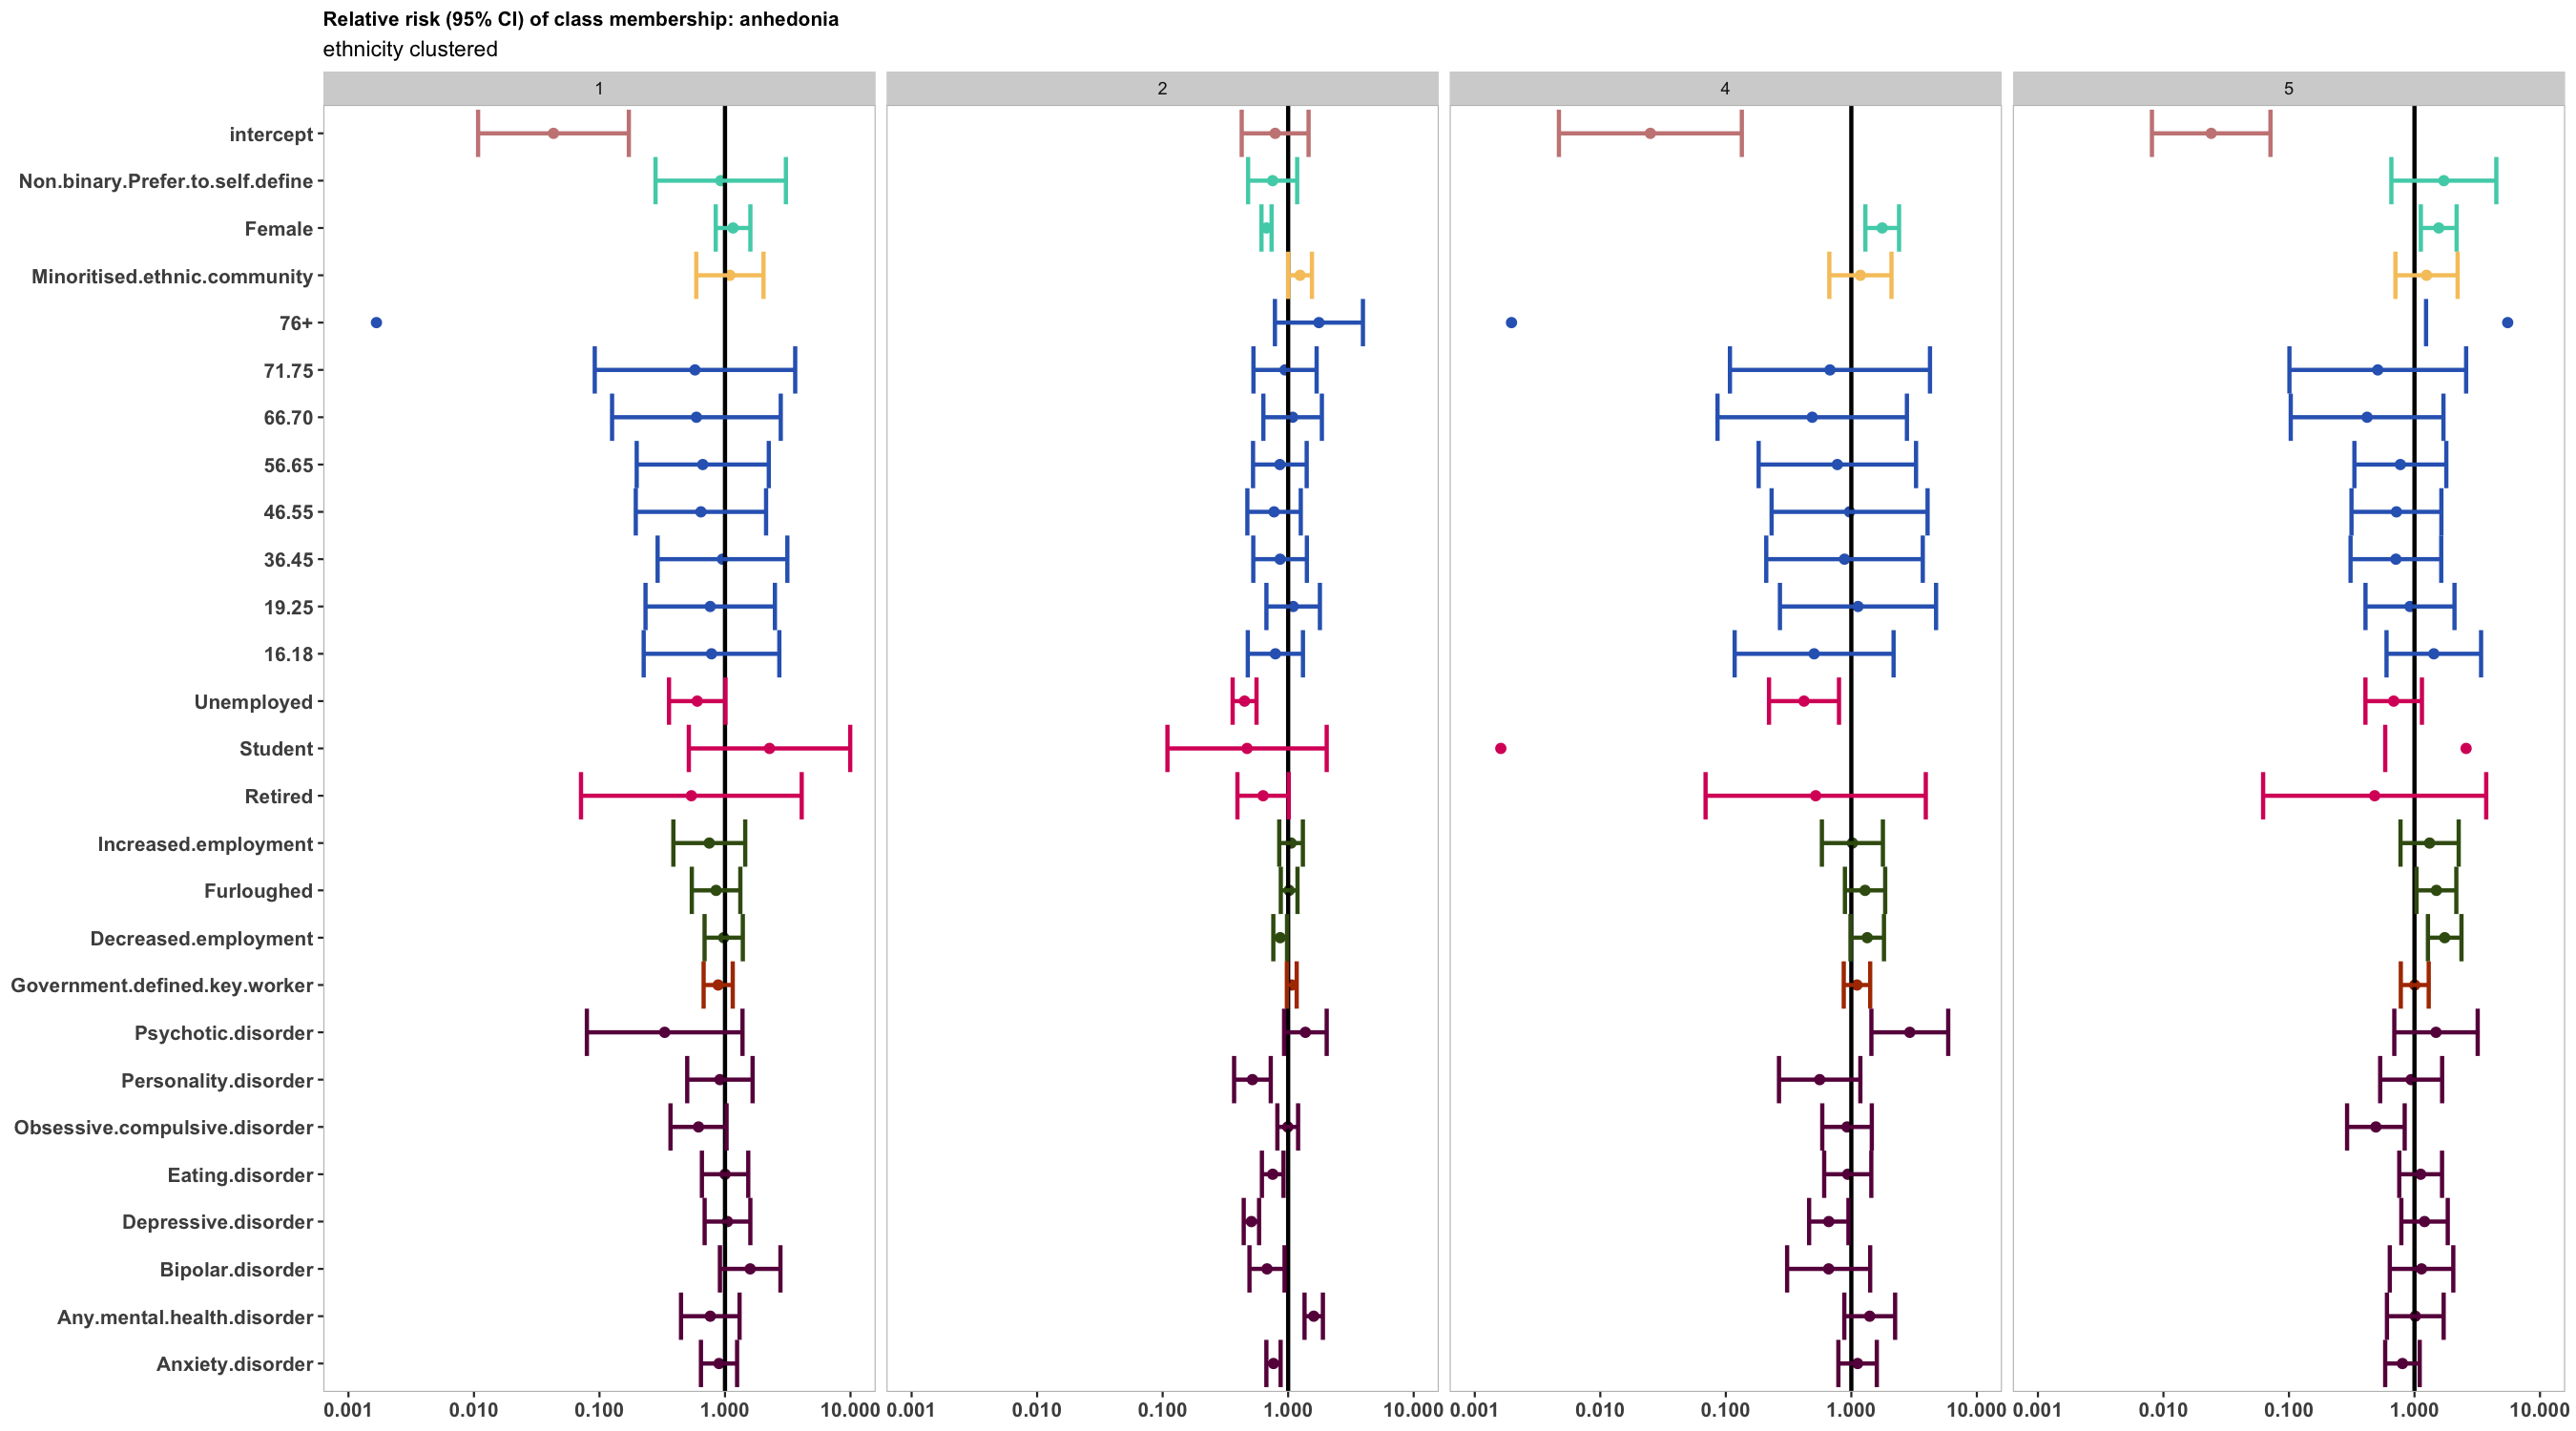 Relative risk (95% CI) of class membership: anhedonia
ethnicity clustered
1 2 4 5
intercept
Non.binary.Prefer.to.self.define
Female
Minoritised.ethnic.community
76+
71.75
66.70
56.65
46.55
36.45
19.25
16.18
Unemployed
Student
Retired
Increased.employment
Furloughed
Decreased.employment
Government.defined.key.worker
Psychotic.disorder
Personality.disorder
Obsessive.compulsive.disorder
Eating.disorder
Depressive.disorder
Bipolar.disorder
Any.mental.health.disorder
Anxiety.disorder
0.001 0.010 0.100 1.000 10.000 0.001 0.010 0.100 1.000 10.000 0.001 0.010 0.100 1.000 10.000 0.001 0.010 0.100 1.000 10.000